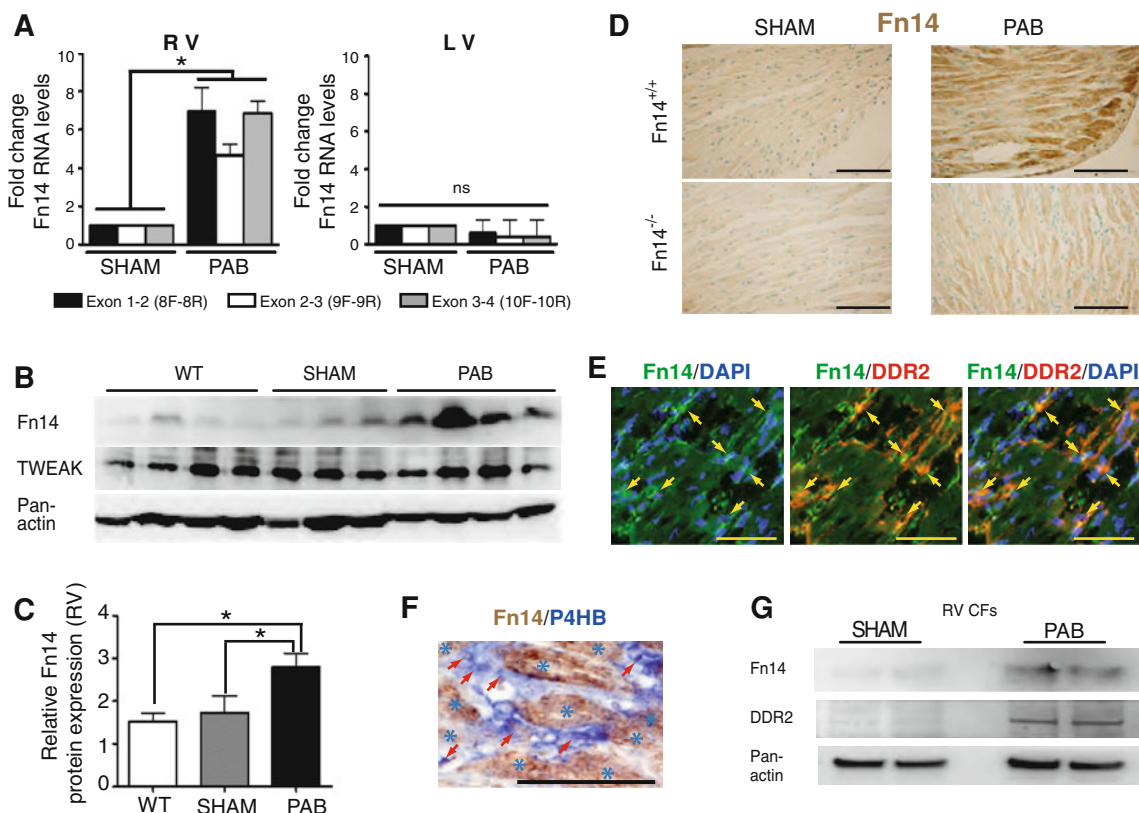 A
R V
L V
Fold change
Fn14 RNA levels
10
8
6
4
2
0
*
SHAM
PAB
Fold change
Fn14 RNA levels
10
8
6
4
2
0
ns
SHAM
PAB
Exon 1-2 (8F-8R)
Exon 2-3 (9F-9R)
Exon 3-4 (10F-10R)
B
WT
SHAM
PAB
Fn14
TWEAK
Pan-
actin
C
Relative Fn14
protein expression (RV)
4
3
2
1
0
*
*
WT
SHAM
PAB
D
SHAM
Fn14
PAB
Fn14+/+
Fn14-/-
E
Fn14/DAPI
Fn14/DDR2
Fn14/DDR2/DAPI
F
Fn14/P4HB
* * * * * * * * *
G
RV CFs
SHAM
PAB
Fn14
DDR2
Pan-
actin